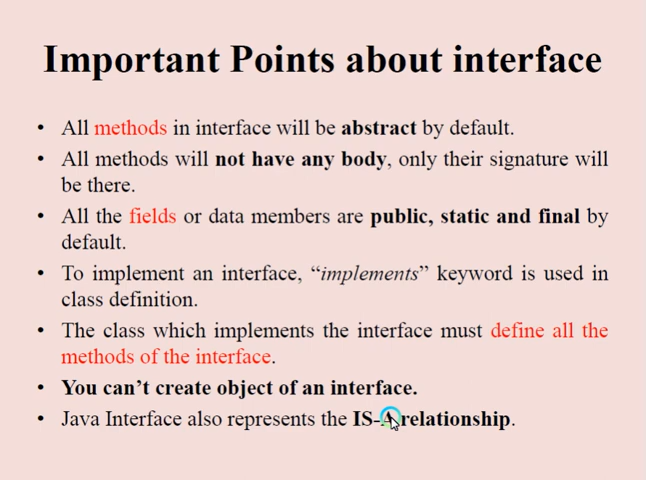 Important Points about interface
• All methods in interface will be abstract by default.
• All methods will not have any body, only their signature will
be there.
• All the fields or data members are public, static and final by
default.
• To implement an interface, “implements” keyword is used in
class definition.
• The class which implements the interface must define all the
methods of the interface.
• You can’t create object of an interface.
• Java Interface also represents the IS-A relationship.